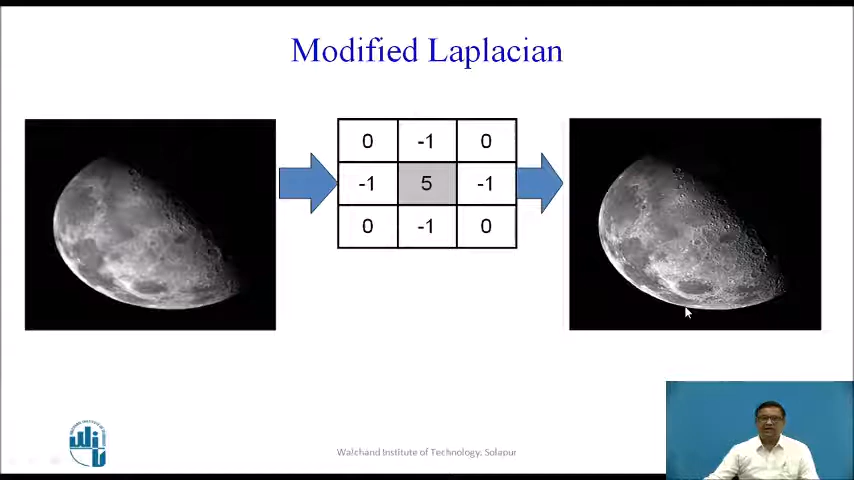 Modified Laplacian
0 -1 0
-1 5 -1
0 -1 0
Walchand Institute of Technology, Solapur